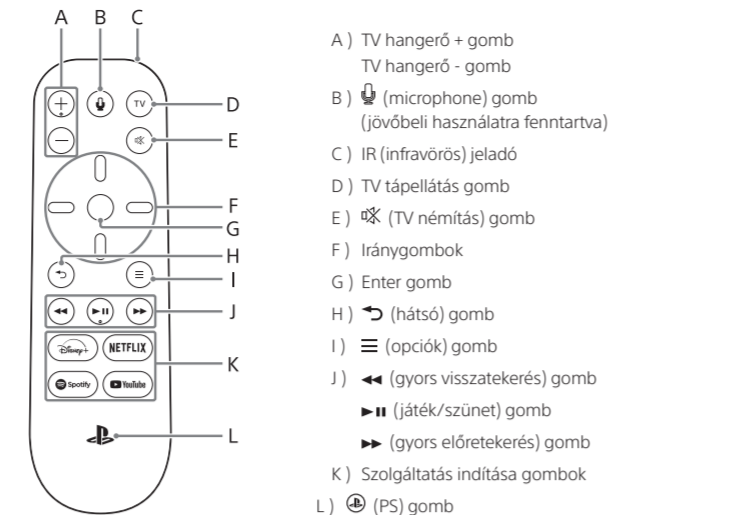 A B C
D
E
F
G
H
I
J
K
L
TV
Disney+
NETFLIX
Spotify
YouTube
A ) TV hangerő + gomb
TV hangerő - gomb
B ) (microphone) gomb
(jövőbeli használatra fenntartva)
C ) IR (infravörös) jeladó
D ) TV tápellátás gomb
E ) (TV némítás) gomb
F ) Iránygombok
G ) Enter gomb
H ) (hátsó) gomb
I ) (opciók) gomb
J ) (gyors visszatekerés) gomb
(játék/szünet) gomb
(gyors előretekerés) gomb
K ) Szolgáltatás indítása gombok
L ) (PS) gomb